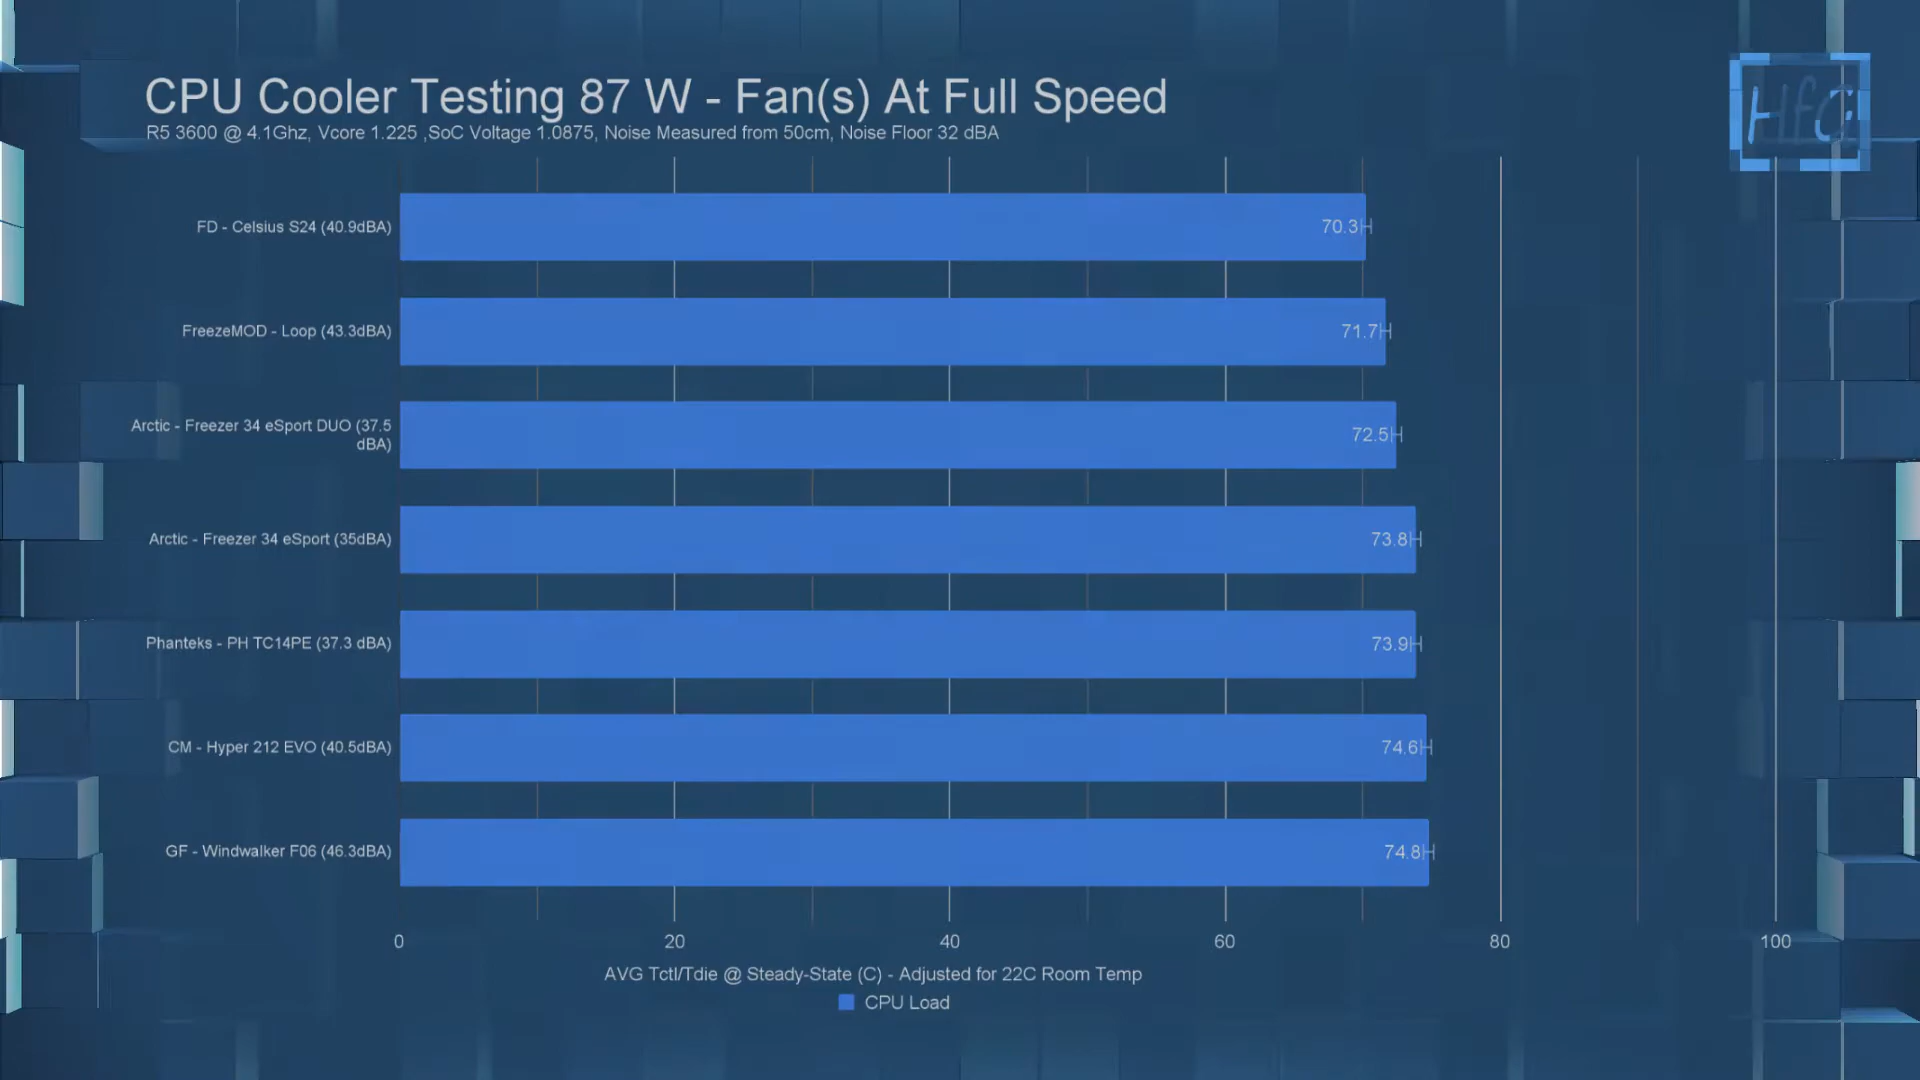 CPU Cooler Testing 87 W - Fan(s) At Full Speed
R5 3600 @ 4.1Ghz, Vcore 1.225 ,SoC Voltage 1.0875, Noise Measured from 50cm, Noise Floor 32 dBA
HfG
FD - Celsius S24 (40.9dBA)
70.3
FreezeMOD - Loop (43.3dBA)
71.7
Arctic - Freezer 34 eSport DUO (37.5
dBA)
72.5
Arctic - Freezer 34 eSport (35dBA)
73.8
Phanteks - PH TC14PE (37.3 dBA)
73.9
CM - Hyper 212 EVO (40.5dBA)
74.6
GF - Windwalker F06 (46.3dBA)
74.8
0 20 40 60 80 100
AVG Tctl/Tdie @ Steady-State (C) - Adjusted for 22C Room Temp
CPU Load